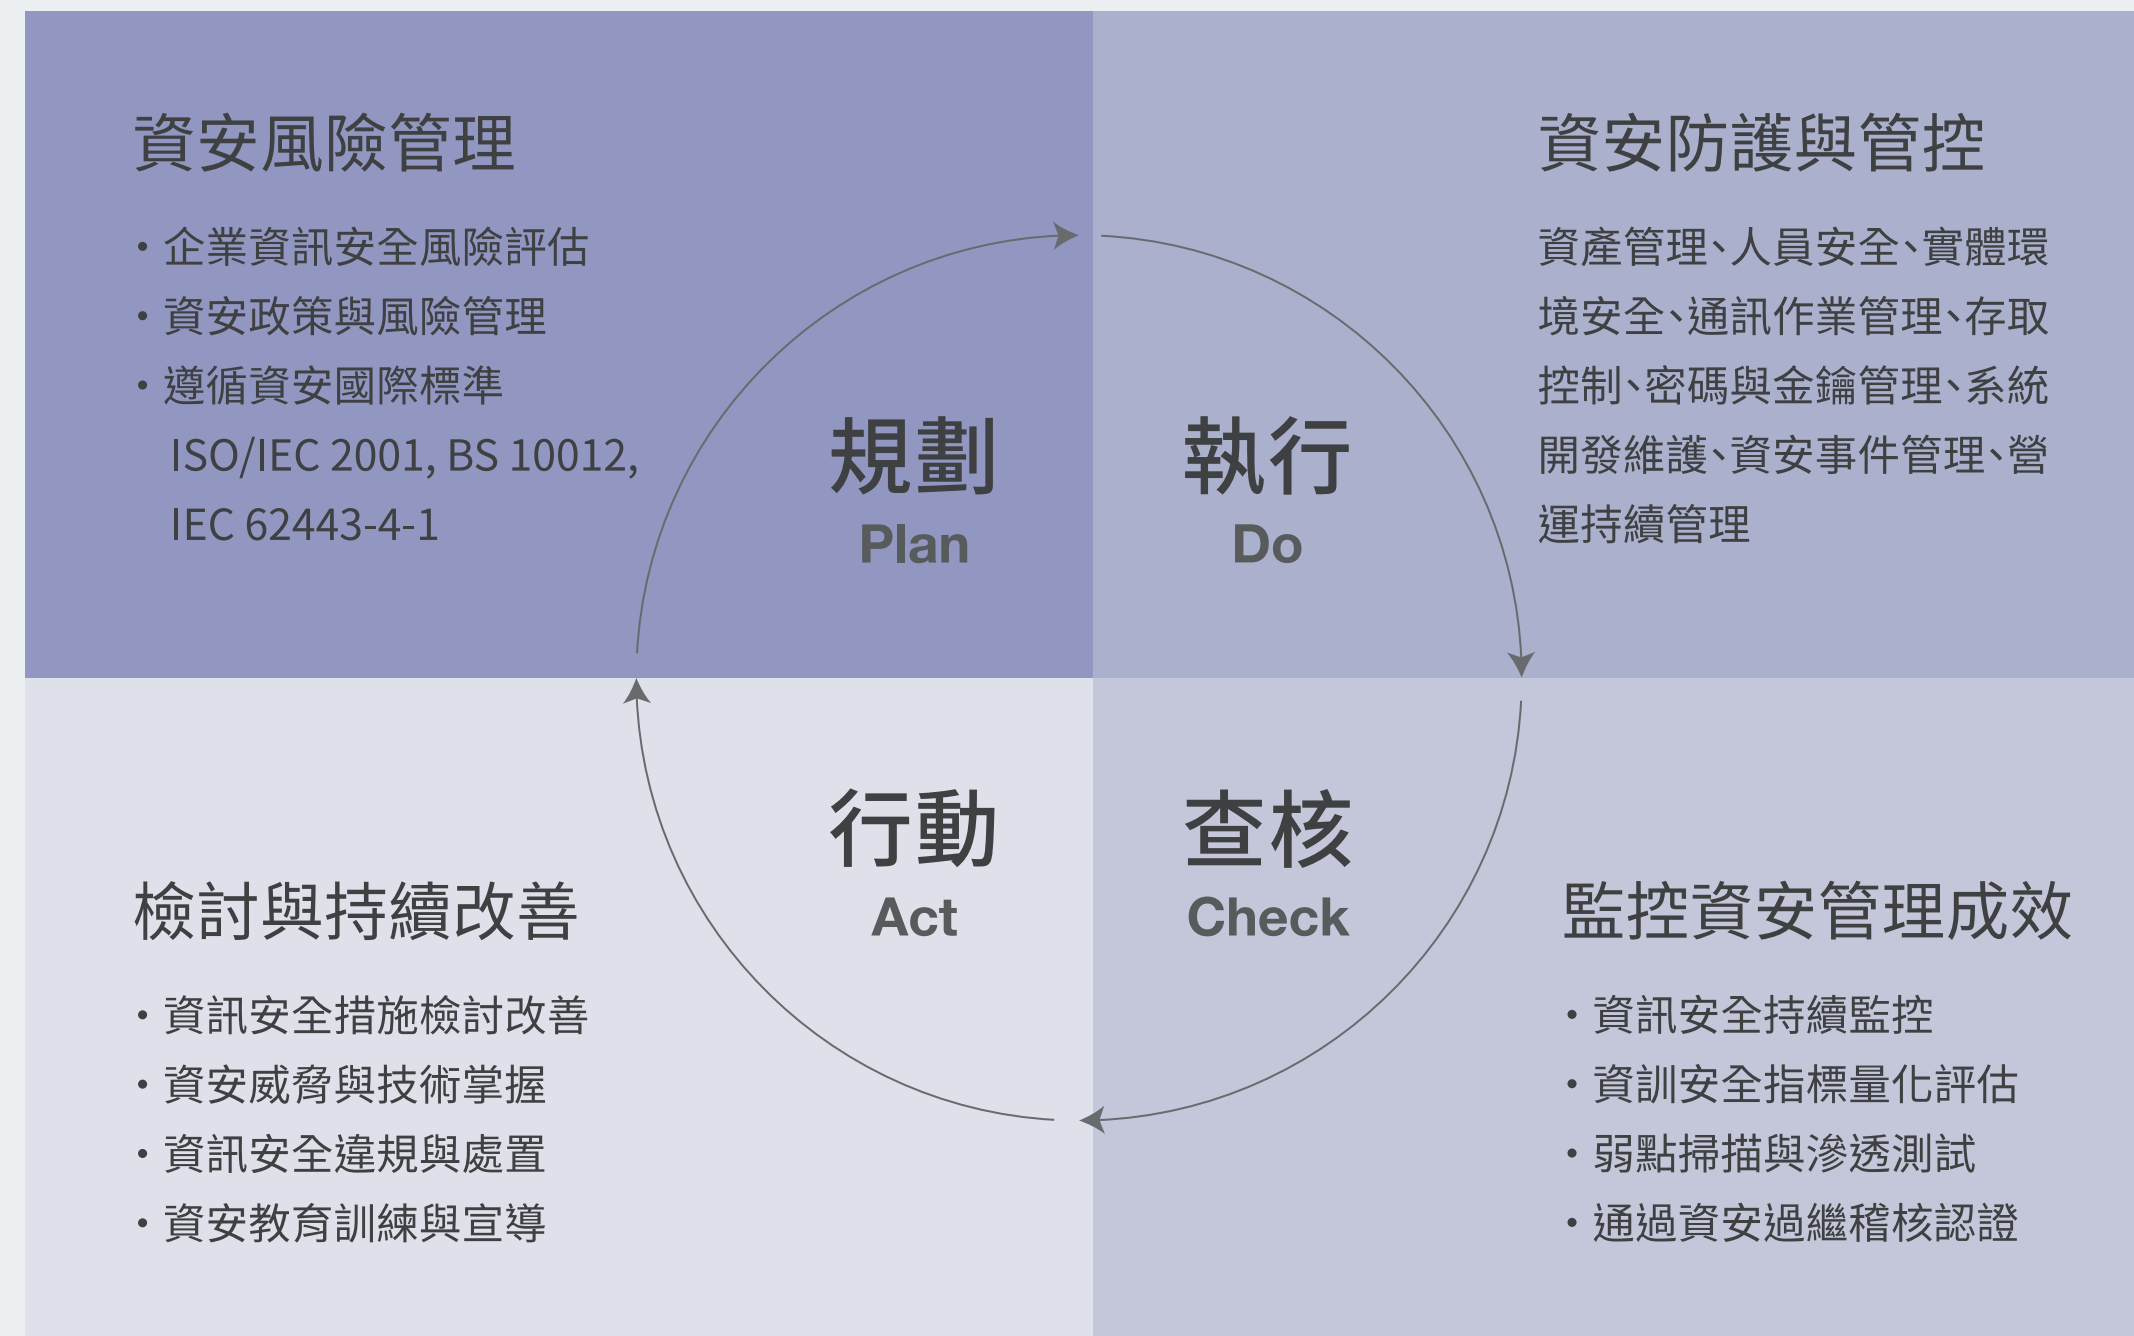 資安風險管理
・企業資訊安全風險評估
・資安政策與風險管理
・遵循資安國際標準
ISO/IEC 2001, BS 10012,
IEC 62443-4-1
規劃
Plan
執行
Do
資安防護與管控
資產管理、人員安全、實體環
境安全、通訊作業管理、存取
控制、密碼與金鑰管理、系統
開發維護、資安事件管理、營
運持續管理
行動
Act
查核
Check
檢討與持續改善
・資訊安全措施檢討改善
・資安威脅與技術掌握
・資訊安全違規與處置
・資安教育訓練與宣導
監控資安管理成效
・資訊安全持續監控
・資訓安全指標量化評估
・弱點掃描與滲透測試
・通過資安過繼稽核認證